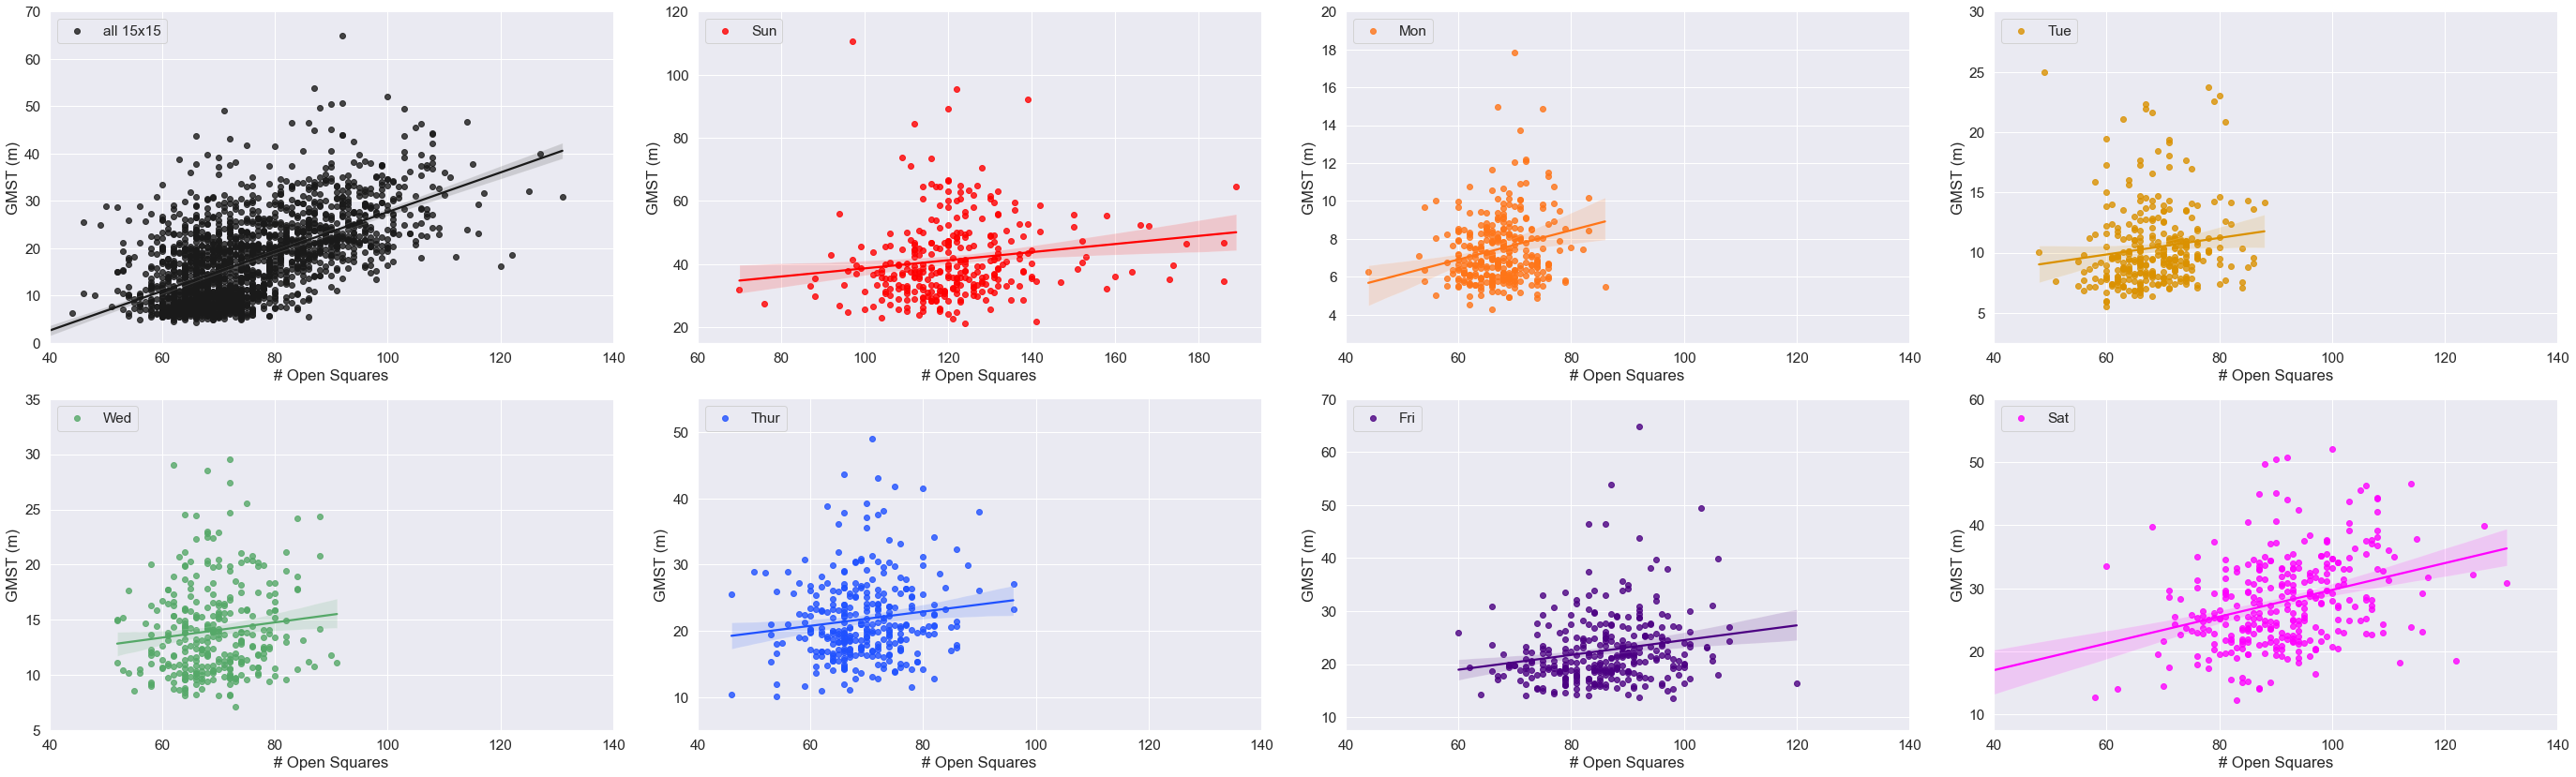 70
60
50
40
30
20
10
0
GMST (m)
all 15x15
40 60 80 100 120 140
# Open Squares
120
100
80
60
40
20
GMST (m)
Sun
60 80 100 120 140 160 180
# Open Squares
20
18
16
14
12
10
8
6
4
GMST (m)
Mon
40 60 80 100 120 140
# Open Squares
30
25
20
15
10
5
GMST (m)
Tue
40 60 80 100 120 140
# Open Squares
35
30
25
20
15
10
5
GMST (m)
Wed
40 60 80 100 120 140
# Open Squares
50
40
30
20
10
GMST (m)
Thur
40 60 80 100 120 140
# Open Squares
70
60
50
40
30
20
10
GMST (m)
Fri
40 60 80 100 120 140
# Open Squares
60
50
40
30
20
10
GMST (m)
Sat
40 60 80 100 120 140
# Open Squares